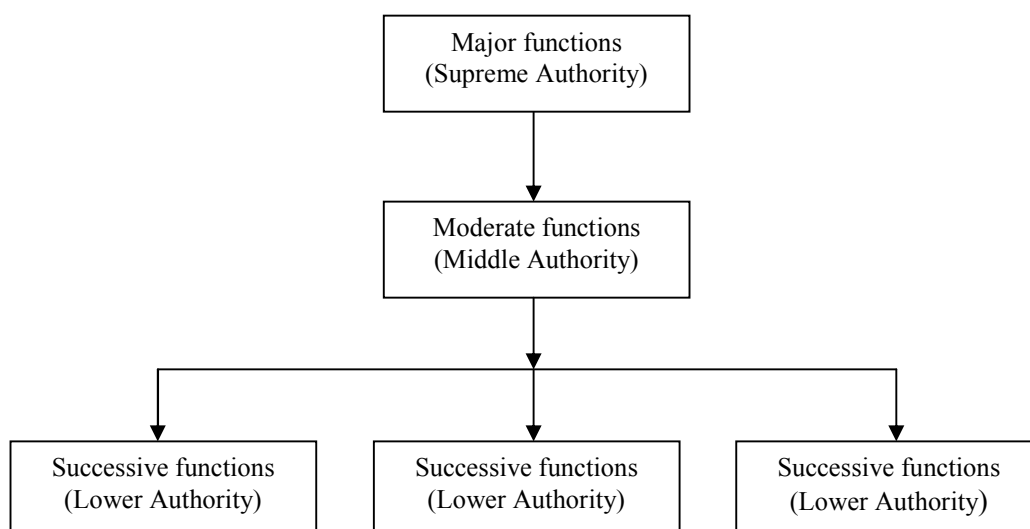 Major functions
(Supreme Authority)
Moderate functions
(Middle Authority)
Successive functions
(Lower Authority)
Successive functions
(Lower Authority)
Successive functions
(Lower Authority)